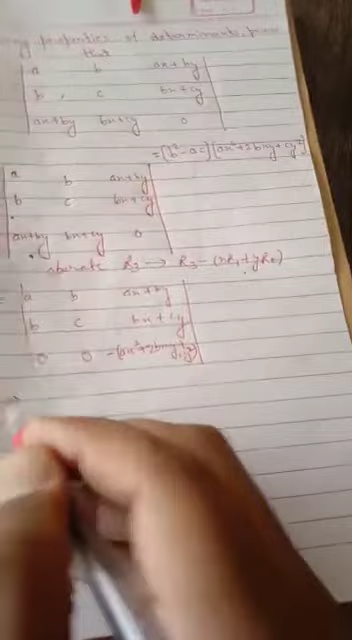 properties of determinants, prove
that
a b ax+by
b c bx+cy
ax+by bx+cy 0
=(b²-ac)(ax²+2bxy+cy²)
a b ax+by
b c bx+cy
ax+by bx+cy 0
operate R₃ → R₃-(xR₁+yR₂)
= a b ax+by
b c bx+cy
0 0 -(ax²+2bxy+cy²)